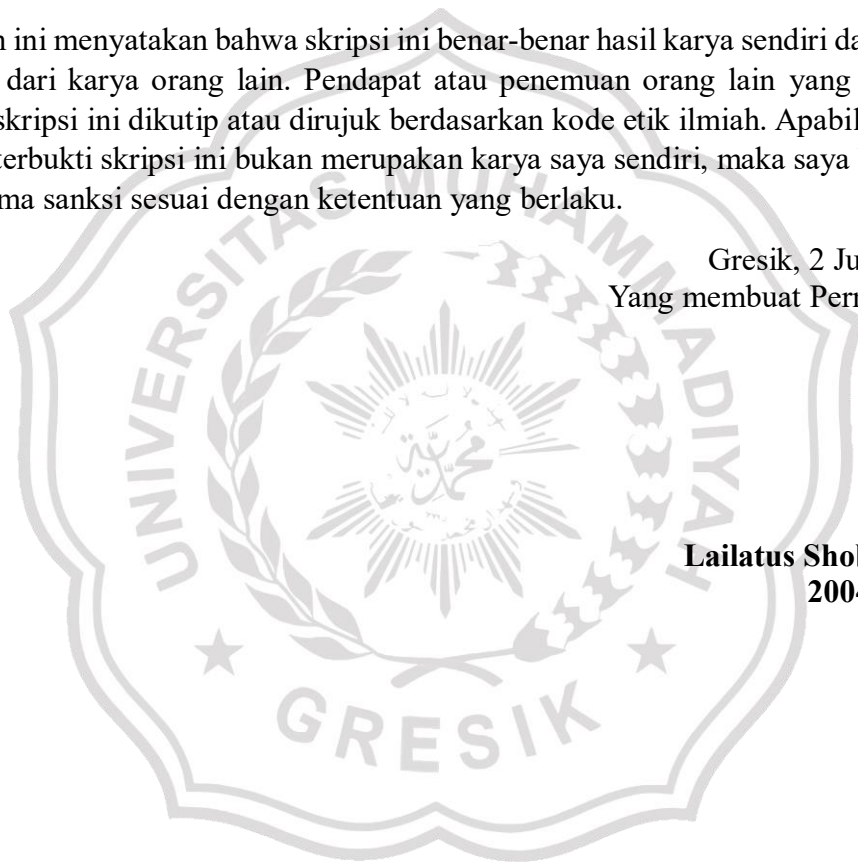 ini menyatakan bahwa skripsi ini benar-benar hasil karya sendiri da
dari karya orang lain. Pendapat atau penemuan orang lain yang
skripsi ini dikutip atau dirujuk berdasarkan kode etik ilmiah. Apabil
terbukti skripsi ini bukan merupakan karya saya sendiri, maka saya
ma sanksi sesuai dengan ketentuan yang berlaku.
Gresik, 2 Ju
Yang membuat Pern
Lailatus Shol
2004
UNIVERSITAS MUHAMMADIYAH
GRESIK